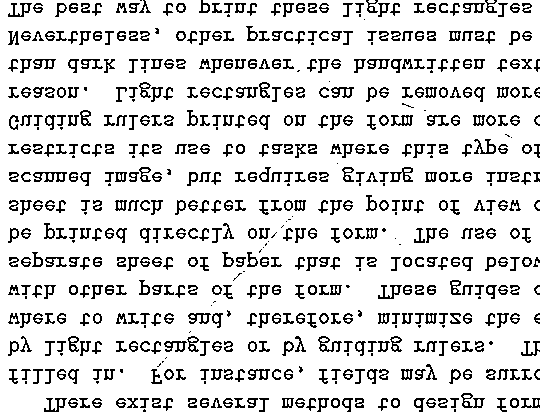 There exist several methods to design form
filled in. For instance, fields may be surro
by light rectangles or by guiding rulers. Th
where to write and, therefore, minimize the e
with other parts of the form. These guides c
separate sheet of paper that is located below
be printed directly on the form. The use of
sheet is much better from the point of view o
scanned image, but requires giving more instr
restricts its use to tasks where this type of
Guiding rulers printed on the form are more c
reason. Light rectangles can be removed more
than dark lines whenever the handwritten text
Nevertheless, other practical issues must be
The best way to print these light rectangles